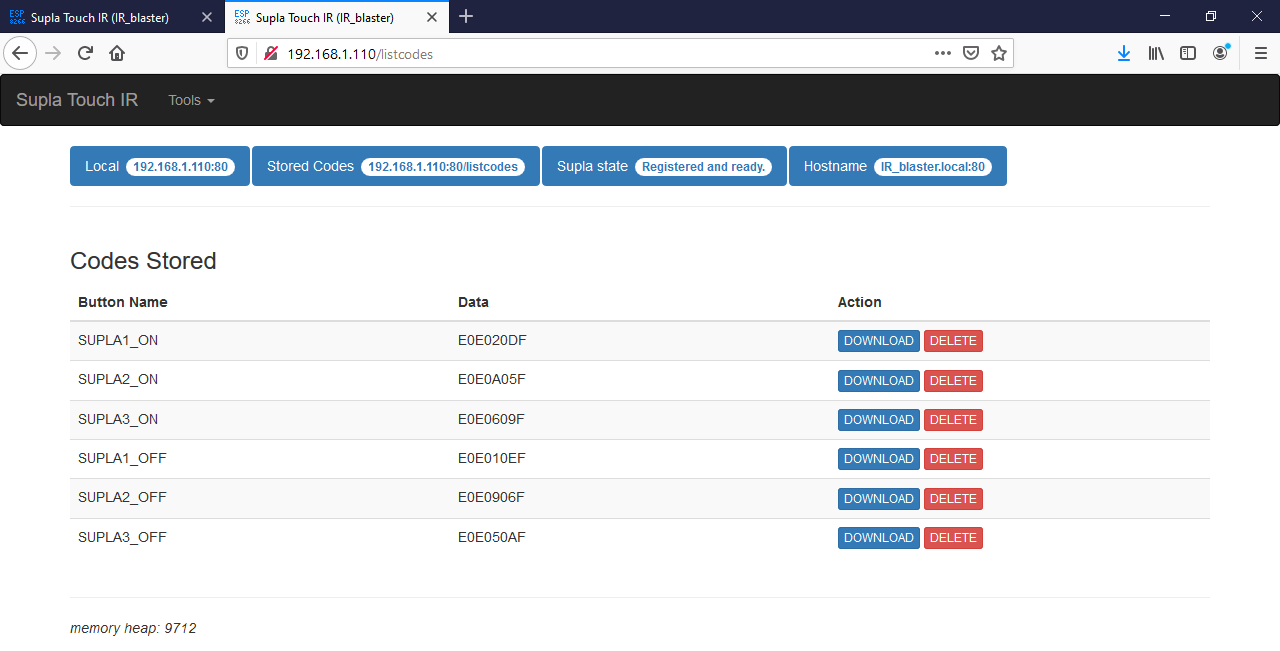 ESP 8266 Supla Touch IR (IR_blaster) ESP 8266 Supla Touch IR (IR_blaster)
192.168.1.110/listcodes
Supla Touch IR Tools
Local 192.168.1.110:80 Stored Codes 192.168.1.110:80/listcodes Supla state Registered and ready. Hostname IR_blaster.local:80
Codes Stored
Button Name Data Action
SUPLA1_ON E0E020DF DOWNLOAD DELETE
SUPLA2_ON E0E0A05F DOWNLOAD DELETE
SUPLA3_ON E0E0609F DOWNLOAD DELETE
SUPLA1_OFF E0E010EF DOWNLOAD DELETE
SUPLA2_OFF E0E0906F DOWNLOAD DELETE
SUPLA3_OFF E0E050AF DOWNLOAD DELETE
memory heap: 9712